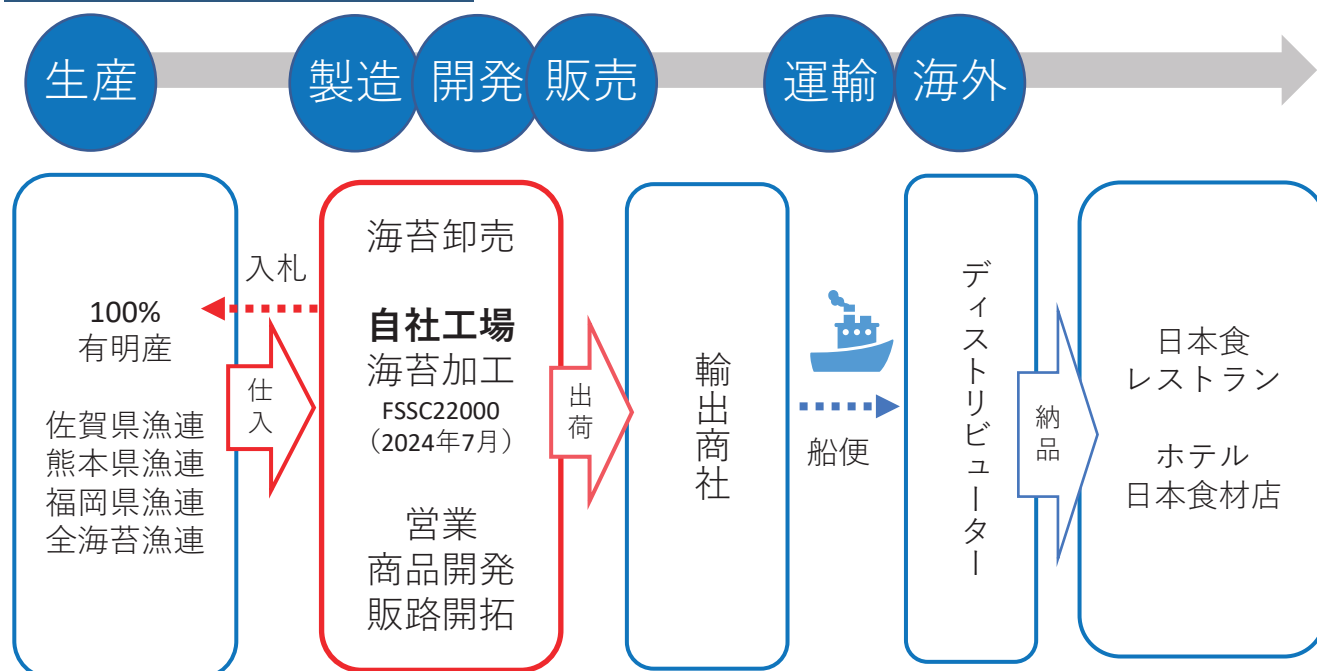 生産
製造
開発
販売
運輸
海外
100%
有明産
佐賀県漁連
熊本県漁連
福岡県漁連
全海苔漁連
入札
仕入
海苔卸売
自社工場
海苔加工
FSSC22000
（2024年7月）
営業
商品開発
販路開拓
出荷
輸出商社
船便
ディストリビューター
納品
日本食
レストラン
ホテル
日本食材店